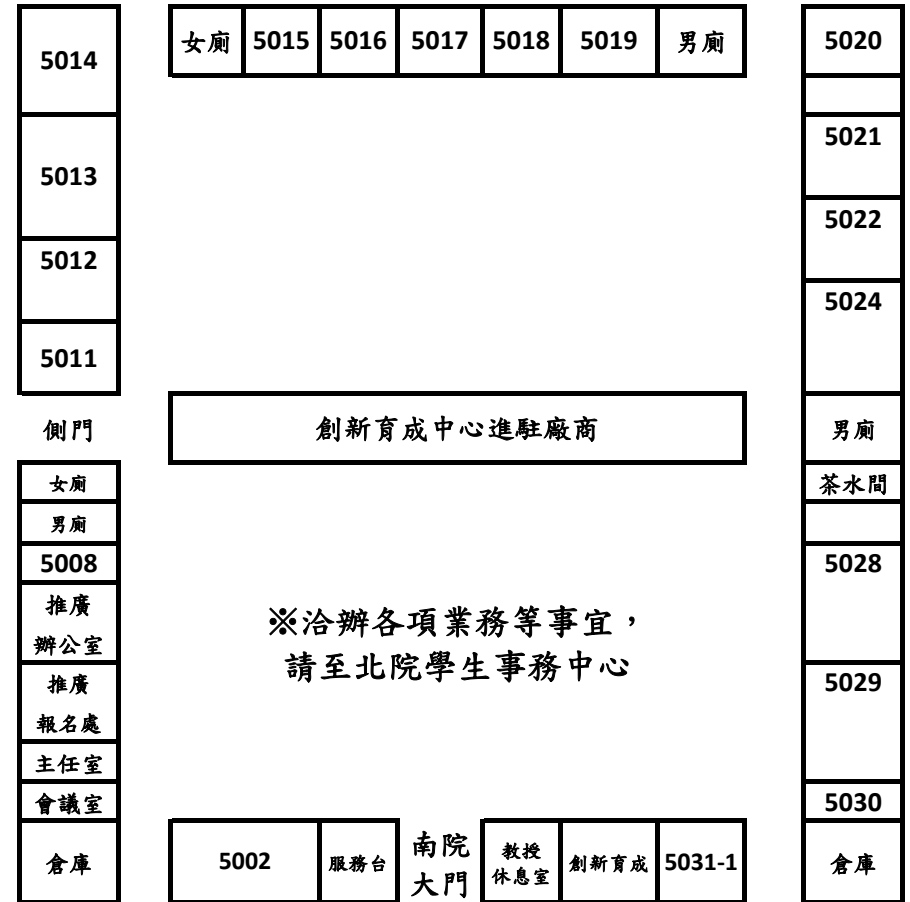 5014
女廁 5015 5016 5017 5018 5019 男廁
5020
5013
5021
5012
5022
5011
5024
側門
創新育成中心進駐廠商
男廁
女廁
茶水間
男廁
5008
5028
推廣
辦公室
※洽辦各項業務等事宜，
請至北院學生事務中心
推廣
報名處
5029
主任室
會議室
5030
倉庫
5002
服務台
南院
大門
教授
休息室
創新育成
5031-1
倉庫